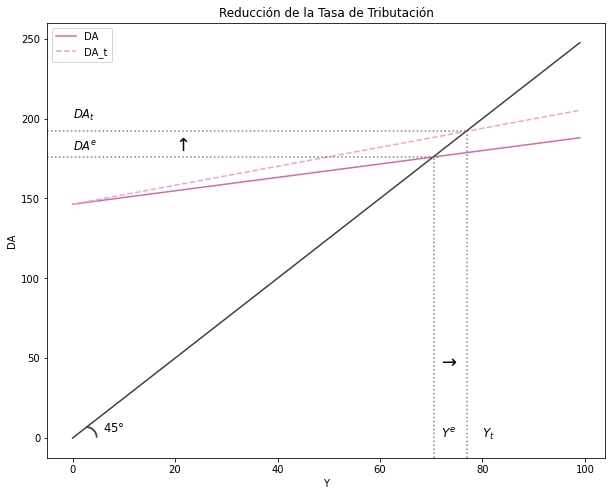 Reducción de la Tasa de Tributación
DA
DA_t
250
200
150
100
50
0
DA
DA_t
DA^e
↑
→
45°
Y^e
Y_t
0
20
40
60
80
100
Y